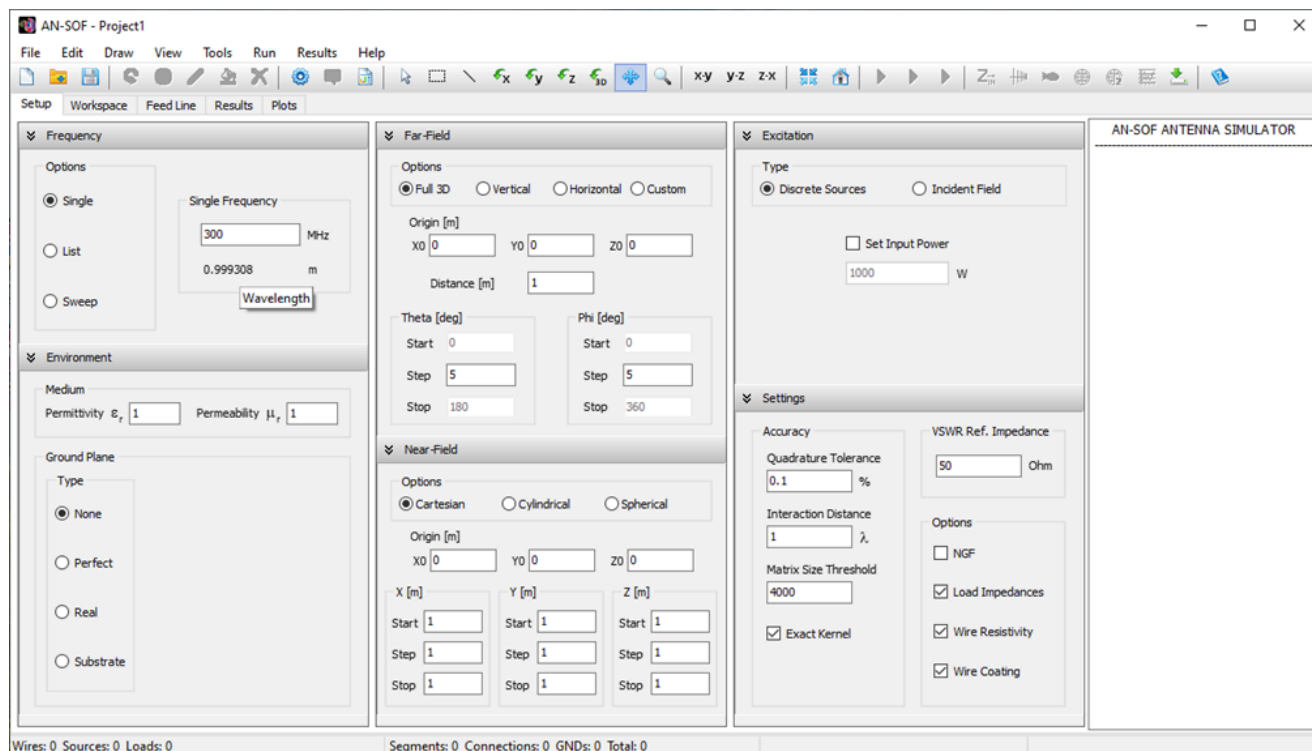 AN-SOF - Project1
File Edit Draw View Tools Run Results Help
x y z 3D x-y y-z z-x
Setup Workspace Feed Line Results Plots
Frequency
Options
Single
List
Sweep
Single Frequency
300 MHz
0.999308 m
Wavelength
Environment
Medium
Permittivity εr 1 Permeability μr 1
Ground Plane
Type
None
Perfect
Real
Substrate
Far-Field
Options
Full 3D Vertical Horizontal Custom
Origin [m]
X0 0 Y0 0 Z0 0
Distance [m] 1
Theta [deg] Phi [deg]
Start 0 Start 0
Step 5 Step 5
Stop 180 Stop 360
Near-Field
Options
Cartesian Cylindrical Spherical
Origin [m]
X0 0 Y0 0 Z0 0
X [m] Y [m] Z [m]
Start 1 Start 1 Start 1
Step 1 Step 1 Step 1
Stop 1 Stop 1 Stop 1
Excitation
Type
Discrete Sources Incident Field
Set Input Power
1000 W
Settings
Accuracy
Quadrature Tolerance
0.1 %
Interaction Distance
1 λ
Matrix Size Threshold
4000
Exact Kernel
VSWR Ref. Impedance
50 Ohm
Options
NGF
Load Impedances
Wire Resistivity
Wire Coating
AN-SOF ANTENNA SIMULATOR
Wires: 0 Sources: 0 Loads: 0 Segments: 0 Connections: 0 GNDs: 0 Total: 0